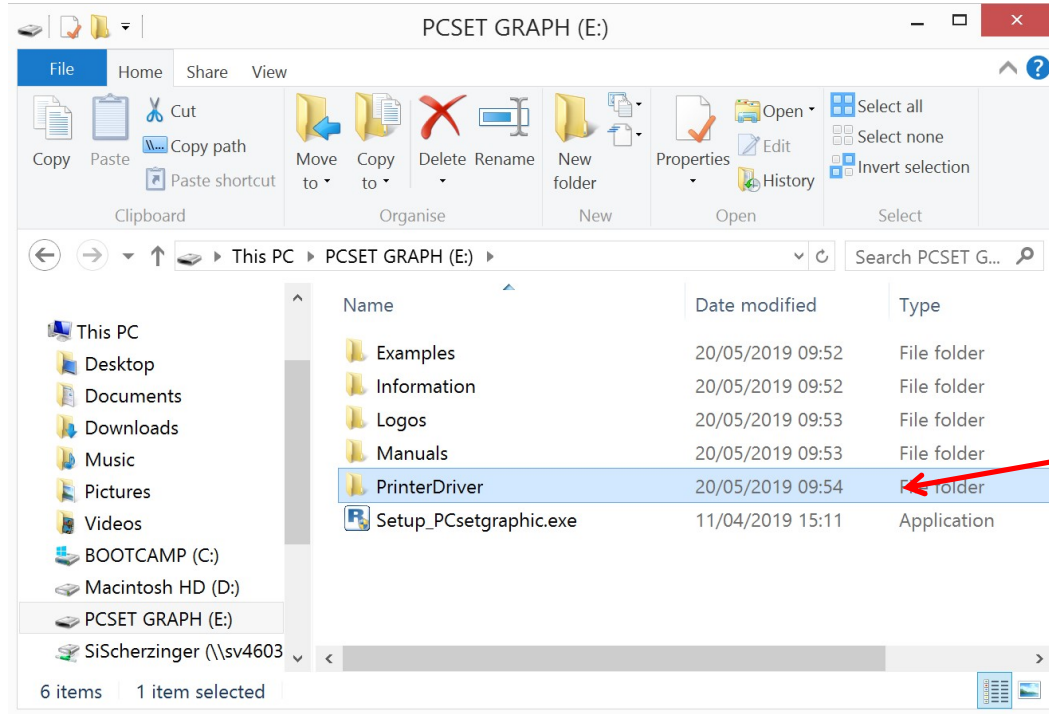 PCSET GRAPH (E:)
File Home Share View
Copy
Paste
Cut
Copy path
Paste shortcut
Clipboard
Move to
Copy to
Delete
Rename
Organise
New folder
New
Properties
Open
Edit
History
Open
Select all
Select none
Invert selection
Select
This PC PCSET GRAPH (E:)
Search PCSET G...
This PC
Desktop
Documents
Downloads
Music
Pictures
Videos
BOOTCAMP (C:)
Macintosh HD (D:)
PCSET GRAPH (E:)
SiScherzinger (\\sv4603
Name Date modified Type
Examples 20/05/2019 09:52 File folder
Information 20/05/2019 09:52 File folder
Logos 20/05/2019 09:53 File folder
Manuals 20/05/2019 09:53 File folder
PrinterDriver 20/05/2019 09:54 File folder
Setup_PCsetgraphic.exe 11/04/2019 15:11 Application
6 items 1 item selected